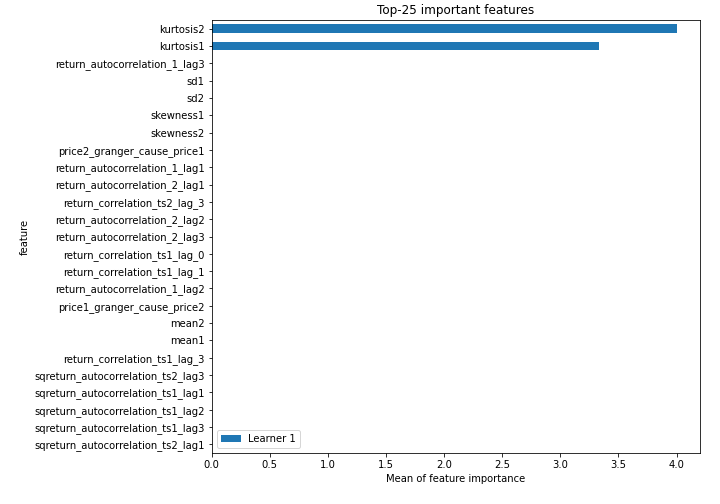 Top-25 important features
kurtosis2
kurtosis1
return_autocorrelation_1_lag3
sd1
sd2
skewness1
skewness2
price2_granger_cause_price1
return_autocorrelation_1_lag1
return_autocorrelation_2_lag1
return_correlation_ts2_lag_3
return_autocorrelation_2_lag2
return_autocorrelation_2_lag3
return_correlation_ts1_lag_0
return_correlation_ts1_lag_1
return_autocorrelation_1_lag2
price1_granger_cause_price2
mean2
mean1
return_correlation_ts1_lag_3
sqreturn_autocorrelation_ts2_lag3
sqreturn_autocorrelation_ts1_lag1
sqreturn_autocorrelation_ts1_lag2
sqreturn_autocorrelation_ts1_lag3
sqreturn_autocorrelation_ts2_lag1
feature
Learner 1
0.0 0.5 1.0 1.5 2.0 2.5 3.0 3.5 4.0
Mean of feature importance